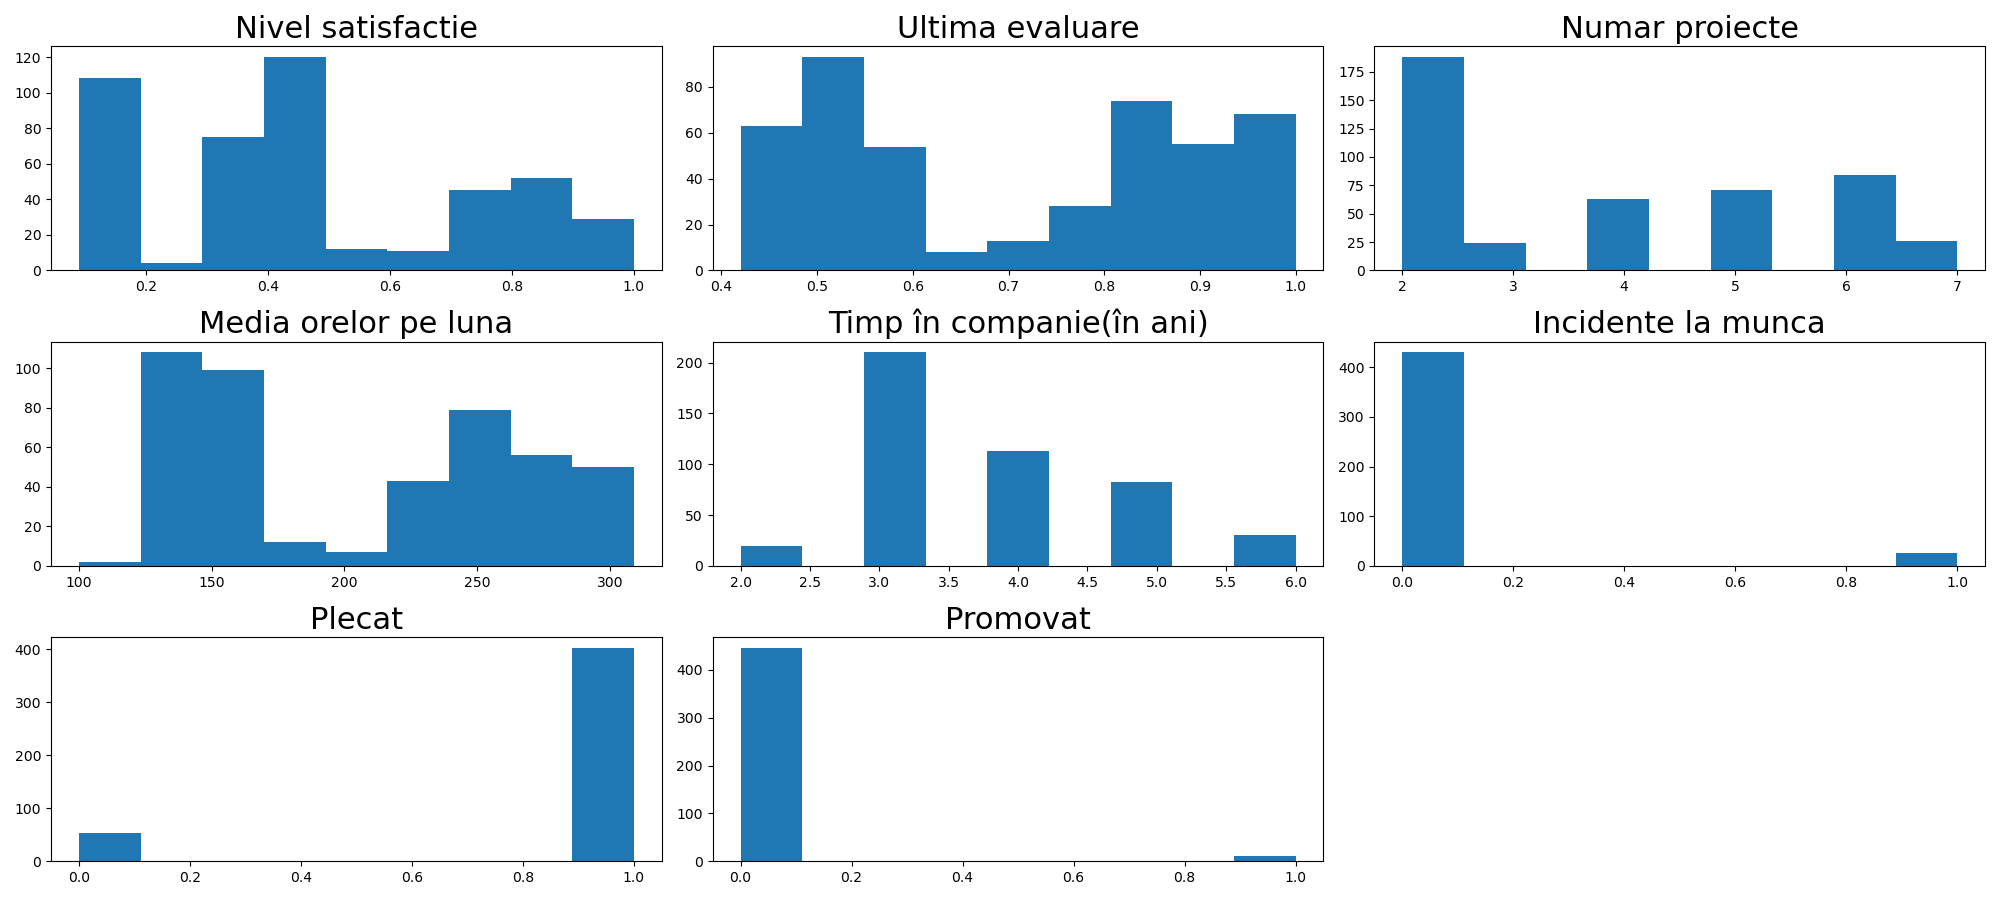 Nivel satisfactie
120
100
80
60
40
20
0
0.2 0.4 0.6 0.8 1.0
Ultima evaluare
80
60
40
20
0
0.4 0.5 0.6 0.7 0.8 0.9 1.0
Numar proiecte
175
150
125
100
75
50
25
0
2 3 4 5 6 7
Media orelor pe luna
100
80
60
40
20
0
100 150 200 250 300
Timp în companie(în ani)
200
150
100
50
0
2.0 2.5 3.0 3.5 4.0 4.5 5.0 5.5 6.0
Incidente la munca
400
300
200
100
0
0.0 0.2 0.4 0.6 0.8 1.0
Plecat
400
300
200
100
0
0.0 0.2 0.4 0.6 0.8 1.0
Promovat
400
300
200
100
0
0.0 0.2 0.4 0.6 0.8 1.0